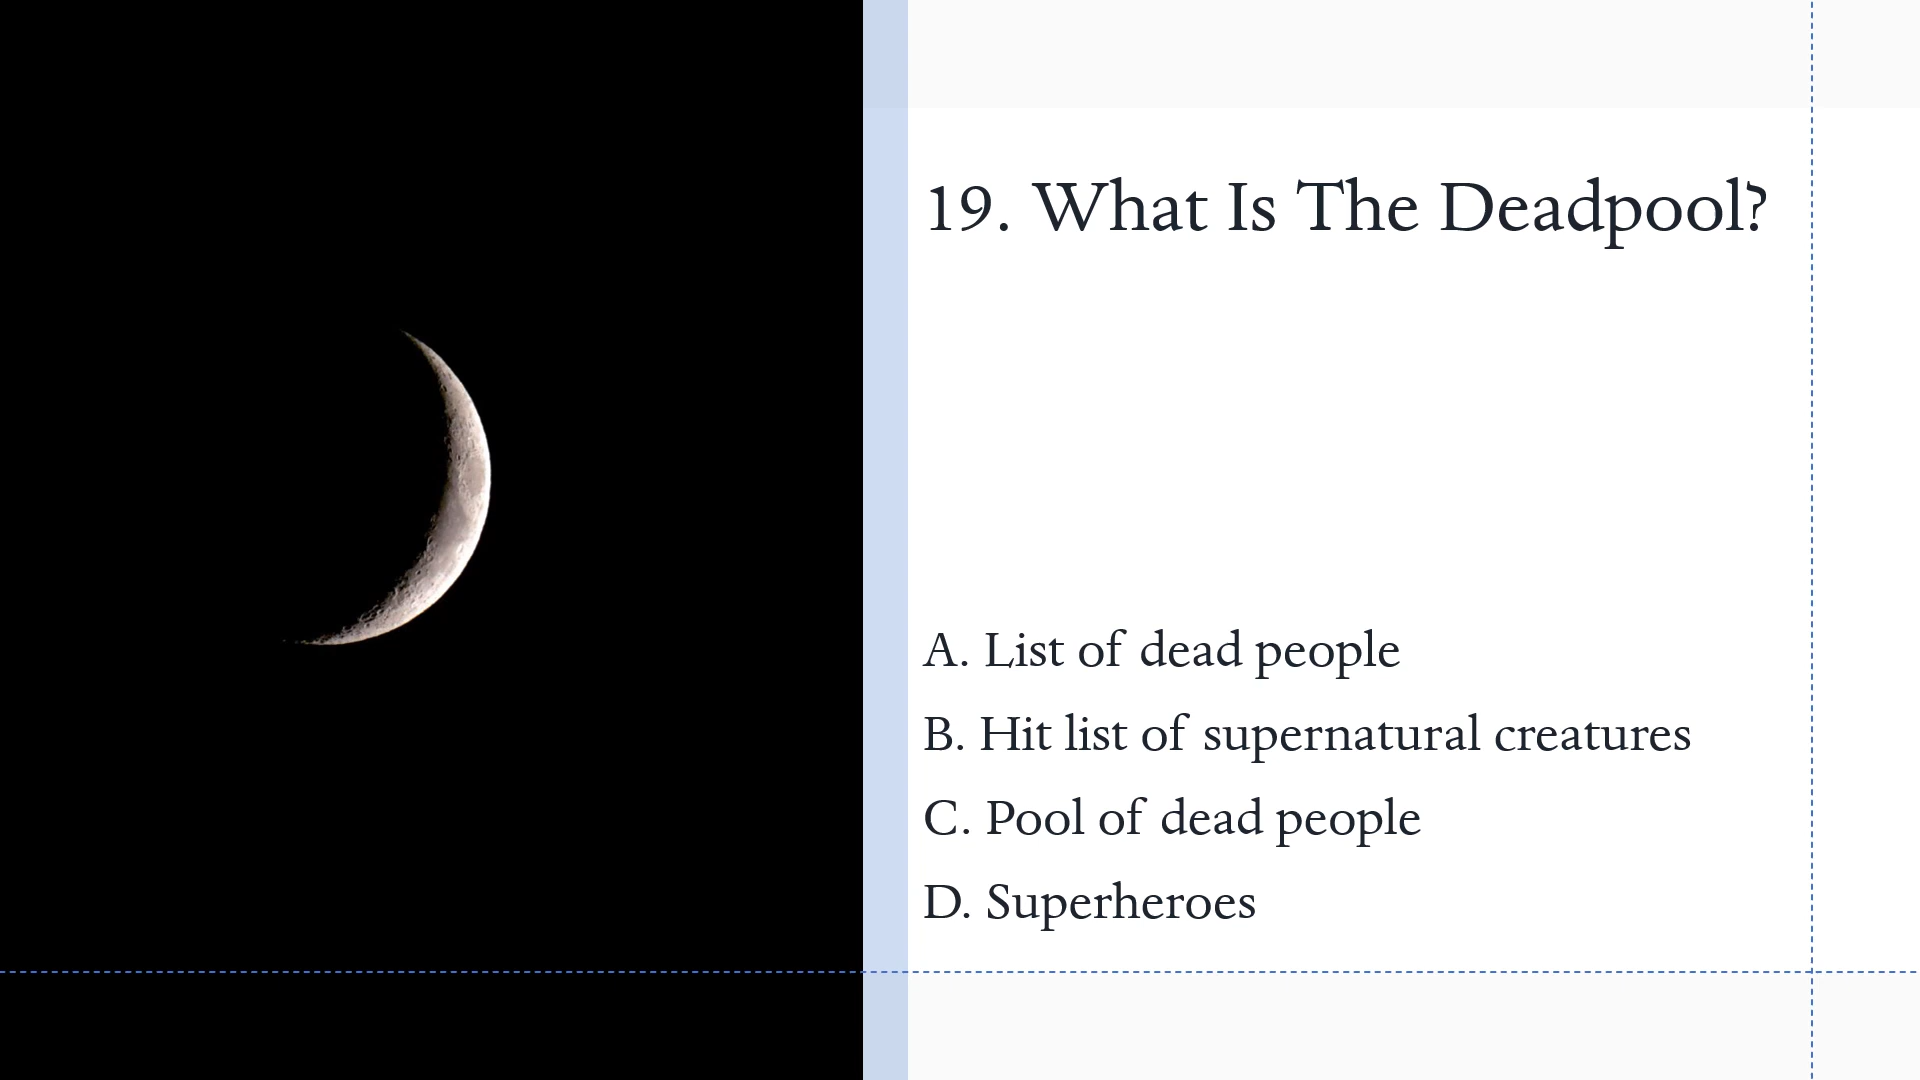 19. What Is The Deadpool?
A. List of dead people
B. Hit list of supernatural creatures
C. Pool of dead people
D. Superheroes